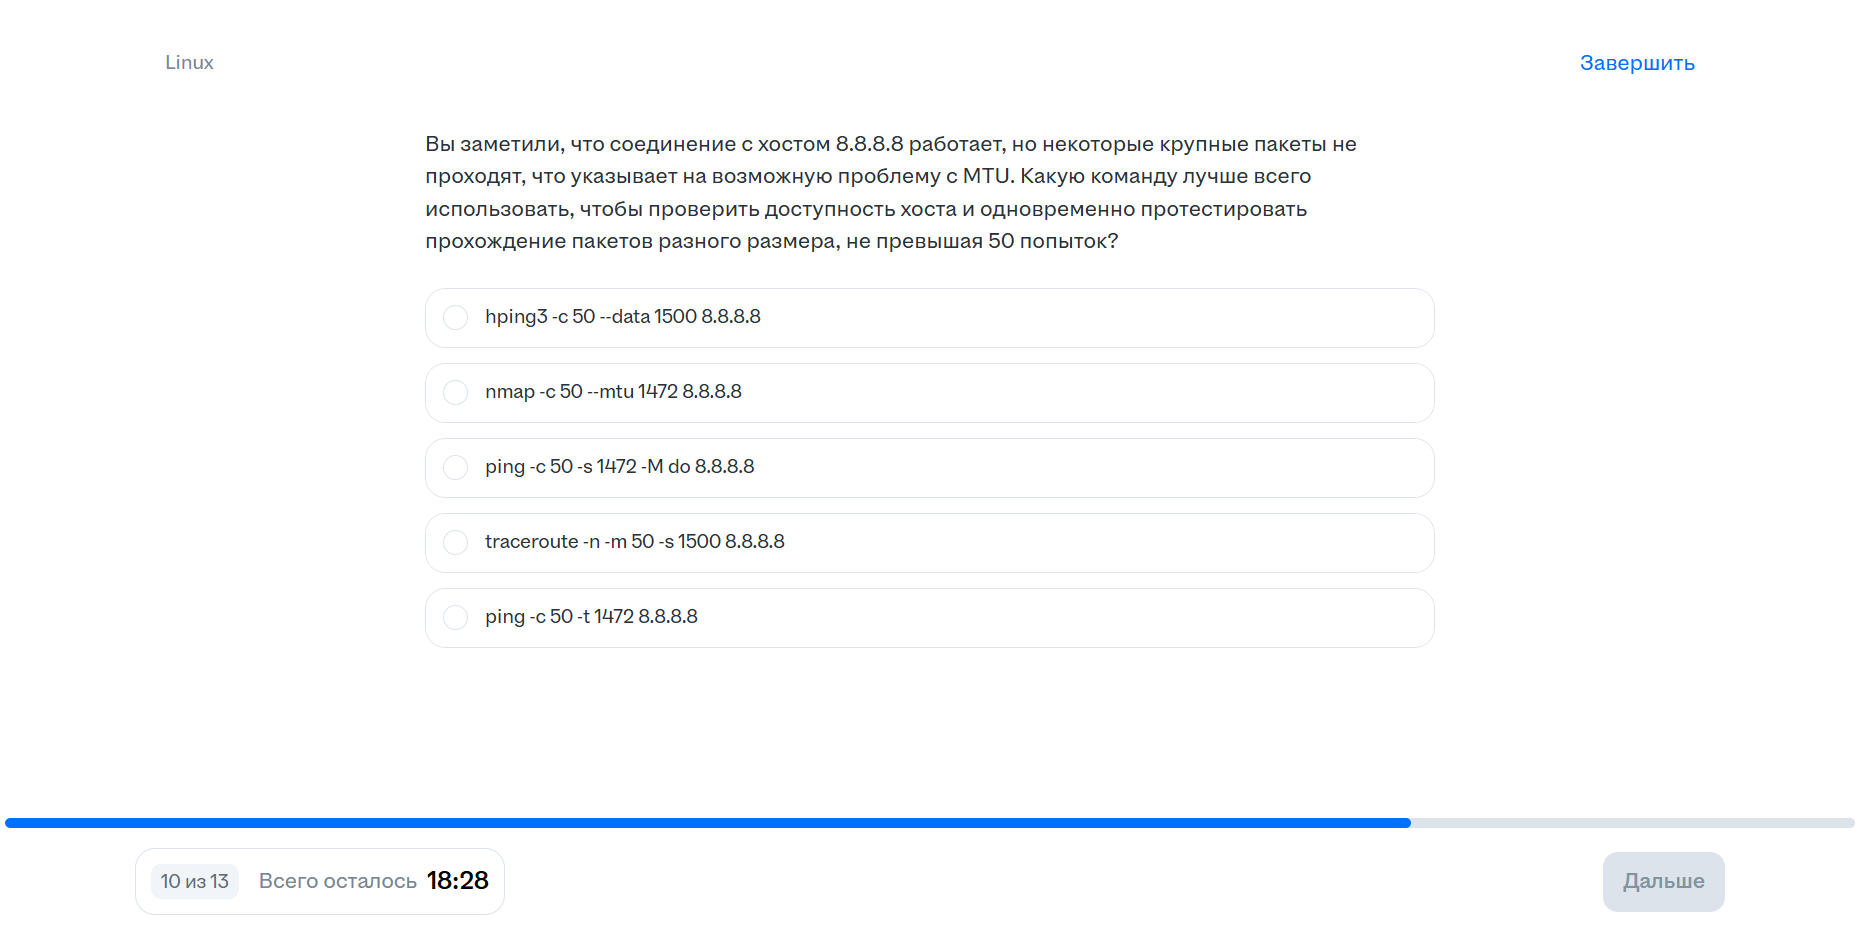 Linux
Завершить
Вы заметили, что соединение с хостом 8.8.8.8 работает, но некоторые крупные пакеты не
проходят, что указывает на возможную проблему с MTU. Какую команду лучше всего
использовать, чтобы проверить доступность хоста и одновременно протестировать
прохождение пакетов разного размера, не превышая 50 попыток?
hping3 -c 50 --data 1500 8.8.8.8
nmap -c 50 --mtu 1472 8.8.8.8
ping -c 50 -s 1472 -M do 8.8.8.8
traceroute -n -m 50 -s 1500 8.8.8.8
ping -c 50 -t 1472 8.8.8.8
10 из 13
Всего осталось 18:28
Дальше